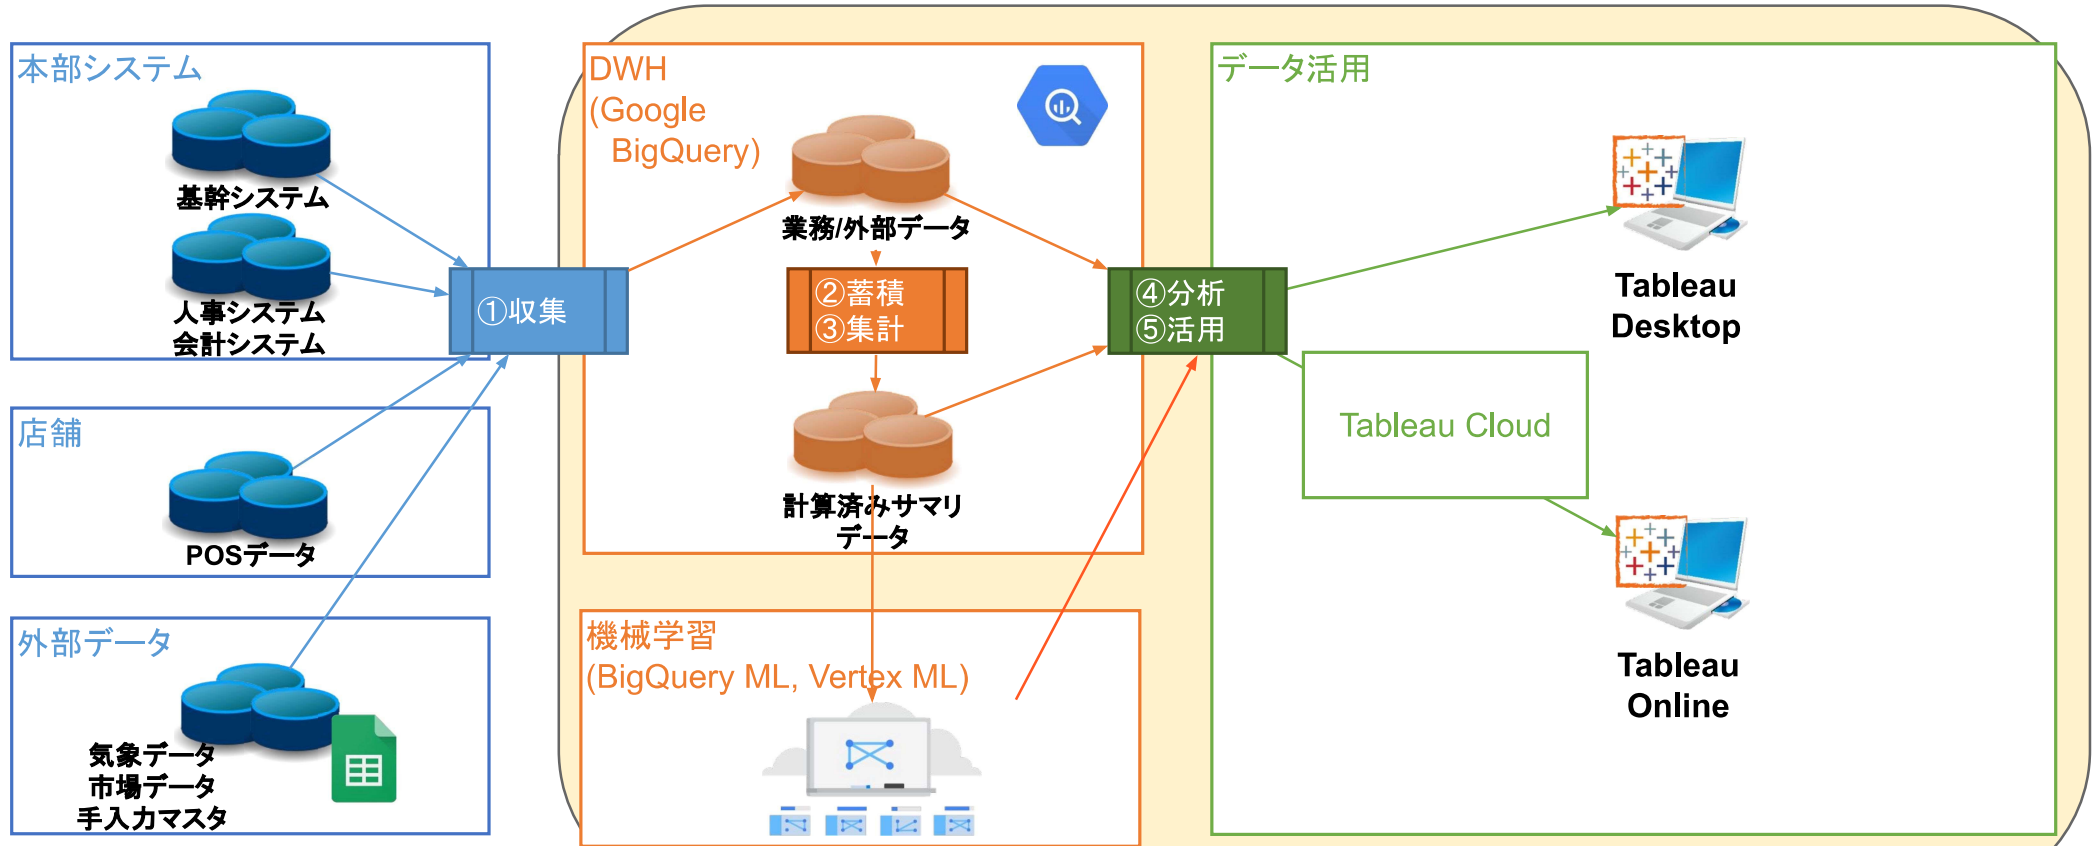 本部システム
基幹システム
人事システム
会計システム
店舗
POSデータ
外部データ
気象データ
市場データ
手入力マスタ
①収集
DWH
(Google
BigQuery)
業務/外部データ
②蓄積
③集計
計算済みサマリ
データ
機械学習
(BigQuery ML, Vertex ML)
④分析
⑤活用
データ活用
Tableau
Desktop
Tableau Cloud
Tableau
Online